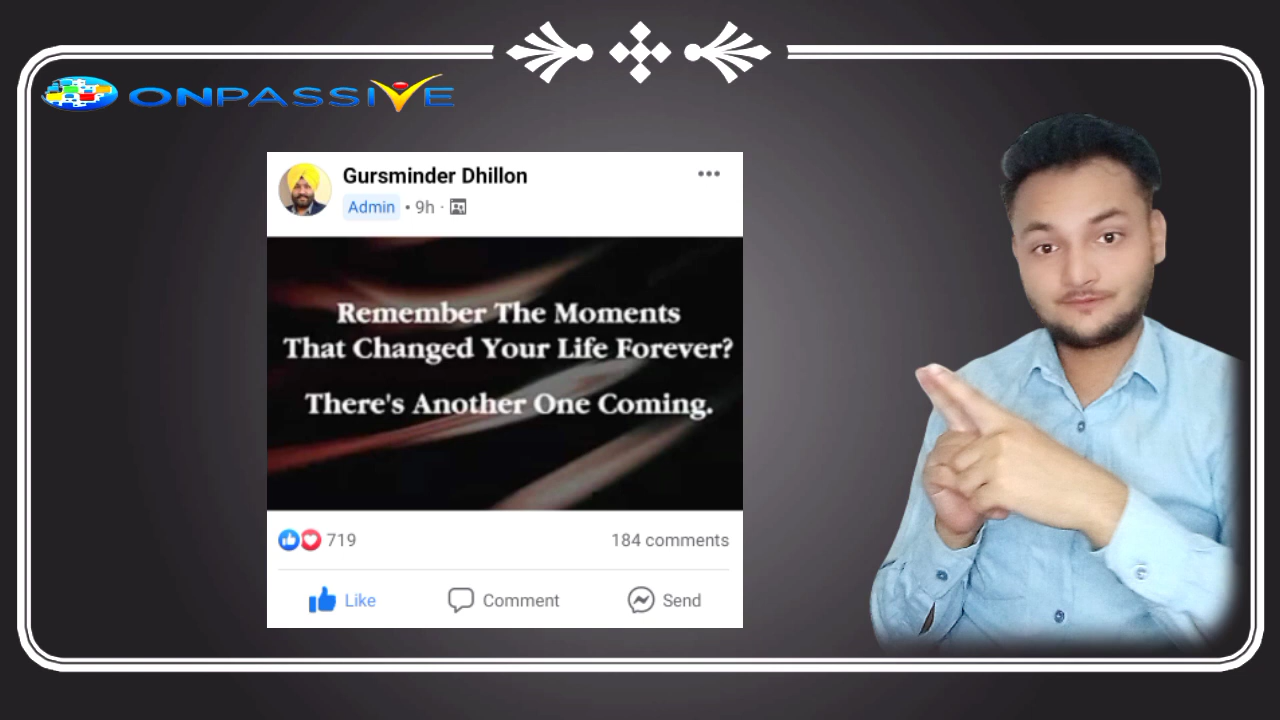 ONPASSIVE
Gursminder Dhillon
Admin • 9h ·
Remember The Moments
That Changed Your Life Forever?
There's Another One Coming.
719 184 comments
Like Comment Send